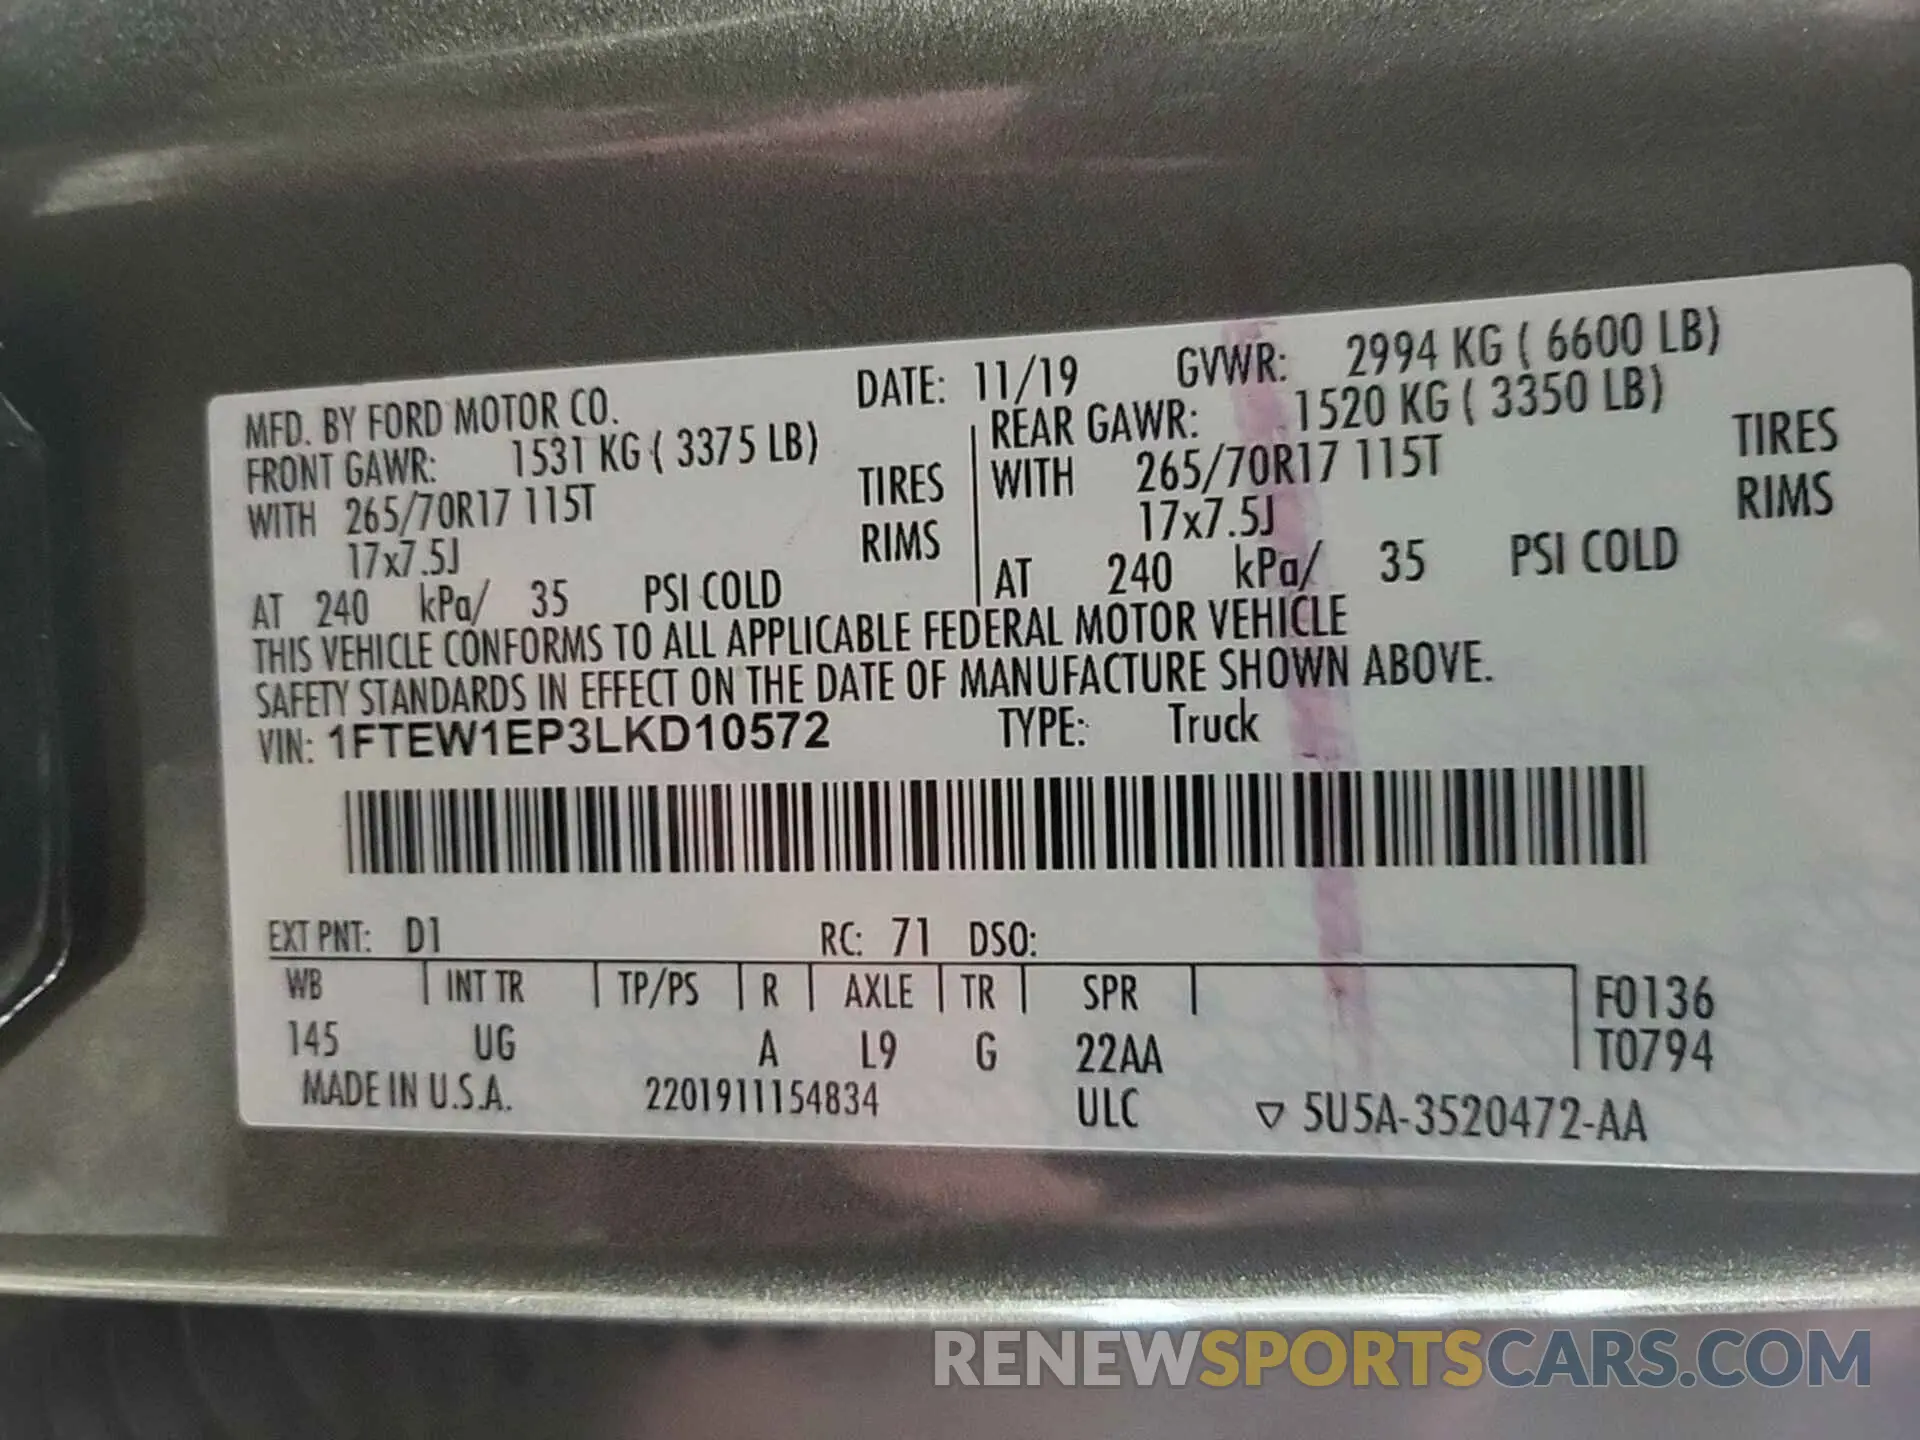 MFD. BY FORD MOTOR CO. DATE: 11/19 GVWR: 2994 KG ( 6600 LB)
FRONT GAWR: 1531 KG ( 3375 LB) REAR GAWR: 1520 KG ( 3350 LB)
WITH 265/70R17 115T TIRES WITH 265/70R17 115T TIRES
17x7.5J RIMS 17x7.5J RIMS
AT 240 kPa/ 35 PSI COLD AT 240 kPa/ 35 PSI COLD
THIS VEHICLE CONFORMS TO ALL APPLICABLE FEDERAL MOTOR VEHICLE
SAFETY STANDARDS IN EFFECT ON THE DATE OF MANUFACTURE SHOWN ABOVE.
VIN: 1FTEW1EP3LKD10572 TYPE: Truck
EXT PNT: D1 RC: 71 DSO:
WB INT TR TP/PS R AXLE TR SPR F0136
145 UG A L9 G 22AA T0794
MADE IN U.S.A. 2201911154834 ULC ▽ 5U5A-3520472-AA
RENEWSPORTSCARS.COM